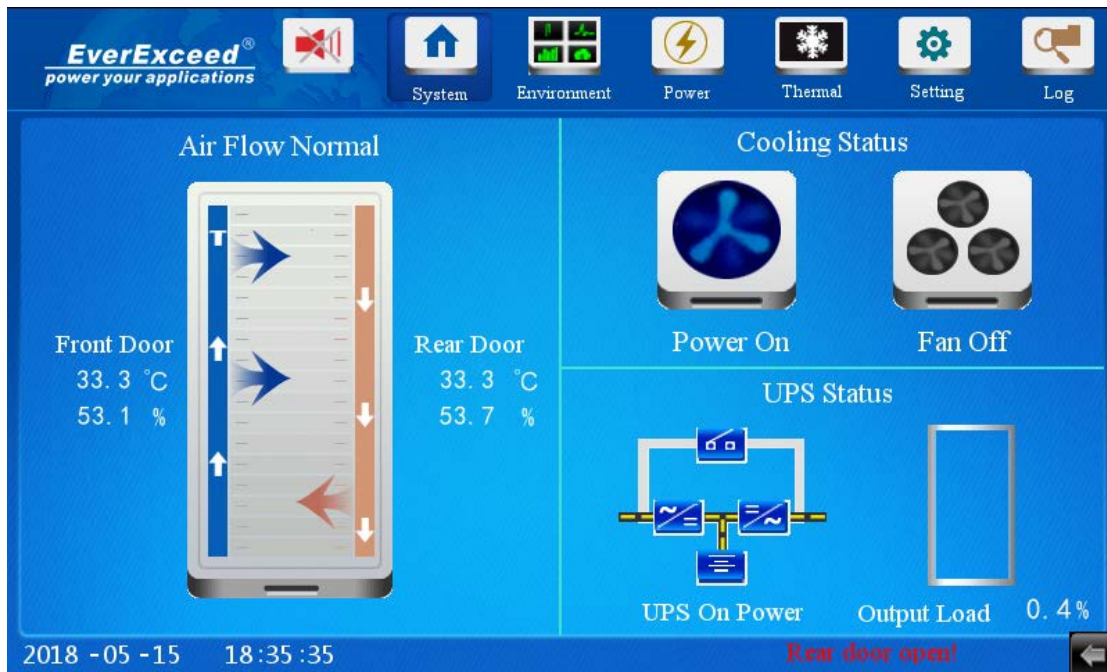 EverExceed®
power your applications
System
Environment
Power
Thermal
Setting
Log
Air Flow Normal
Front Door
33.3 °C
53.1 %
Rear Door
33.3 °C
53.7 %
Cooling Status
Power On
Fan Off
UPS Status
UPS On Power
Output Load 0.4%
2018-05-15 18:35:35
Rear door open!